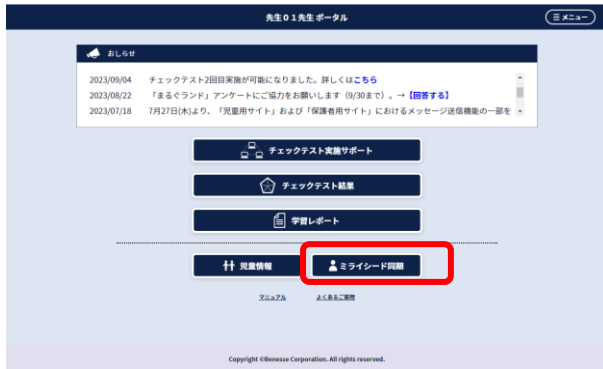 先生01先生ポータル
メニュー
おしらせ
2023/09/04 チェックテスト2回目実施が可能になりました。詳しくはこちら
2023/08/22 「まるぐランド」アンケートにご協力をお願いします（9/30まで）。→【回答する】
2023/07/18 7月27日(木)より、「児童用サイト」および「保護者用サイト」におけるメッセージ送信機能の一部を
チェックテスト実施サポート
チェックテスト結果
学習レポート
児童情報 ミライシード同期
マニュアル よくあるご質問
Copyright ©Benesse Corporation. All rights reserved.